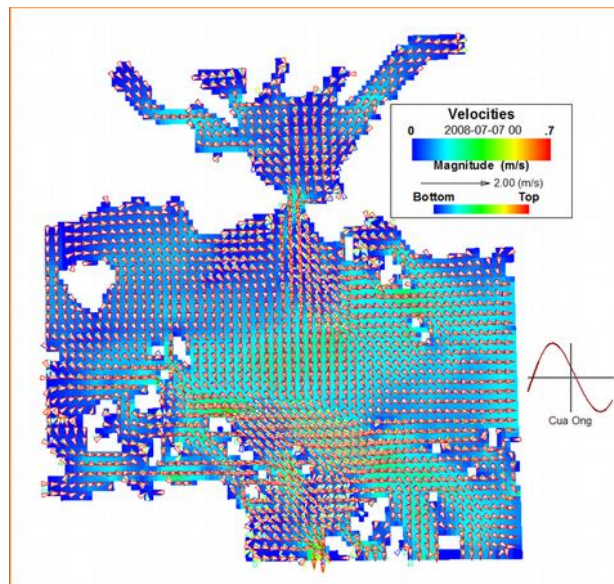 Velocities
0 2008-07-07 00 .7
Magnitude (m/s)
2.00 (m/s)
Bottom Top
Cua Ong